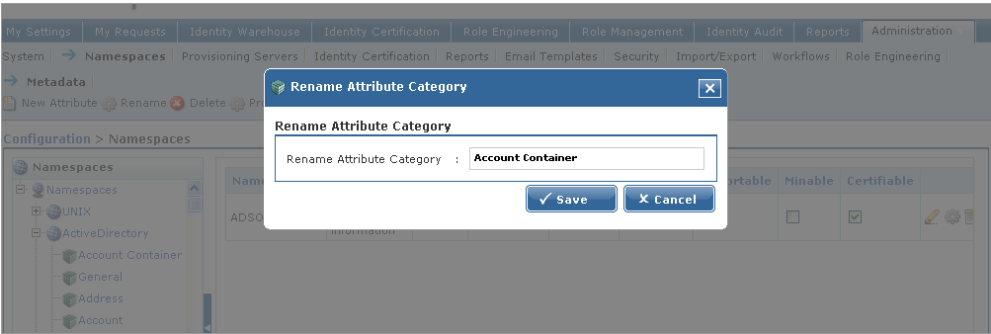 My Settings My Requests Identity Warehouse Identity Certification Role Engineering Role Management Identity Audit Reports Administration
System Namespaces Provisioning Servers Identity Certification Reports Email Templates Security Import/Export Workflows Role Engineering
Metadata
New Attribute Rename Delete
Rename Attribute Category
Rename Attribute Category
Rename Attribute Category : Account Container
Save Cancel
Configuration > Namespaces
Namespaces
Namespaces
UNIX
ActiveDirectory
Account Container
General
Address
Account
Minable Certifiable
information